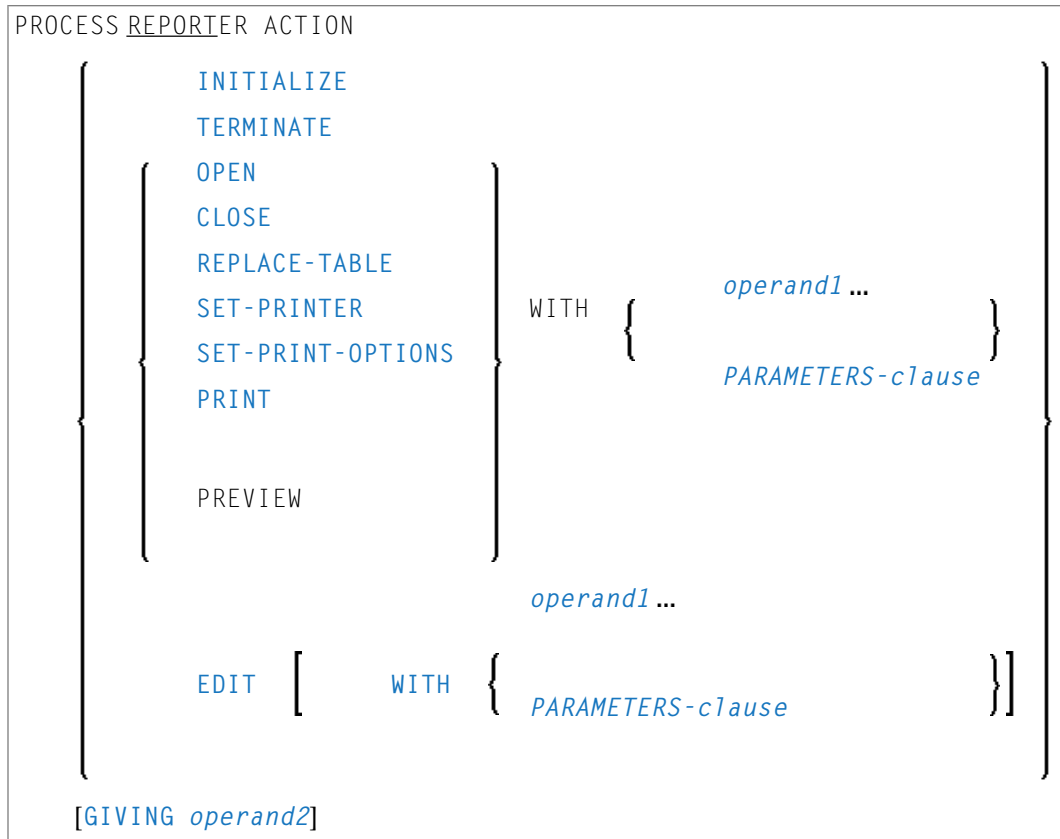 PROCESS REPORTER ACTION
INITIALIZE
TERMINATE
OPEN
CLOSE
REPLACE-TABLE
SET-PRINTER
SET-PRINT-OPTIONS
PRINT
PREVIEW
WITH
operand1 ...
PARAMETERS-clause
operand1 ...
EDIT [ WITH { } ]
PARAMETERS-clause
[GIVING operand2]